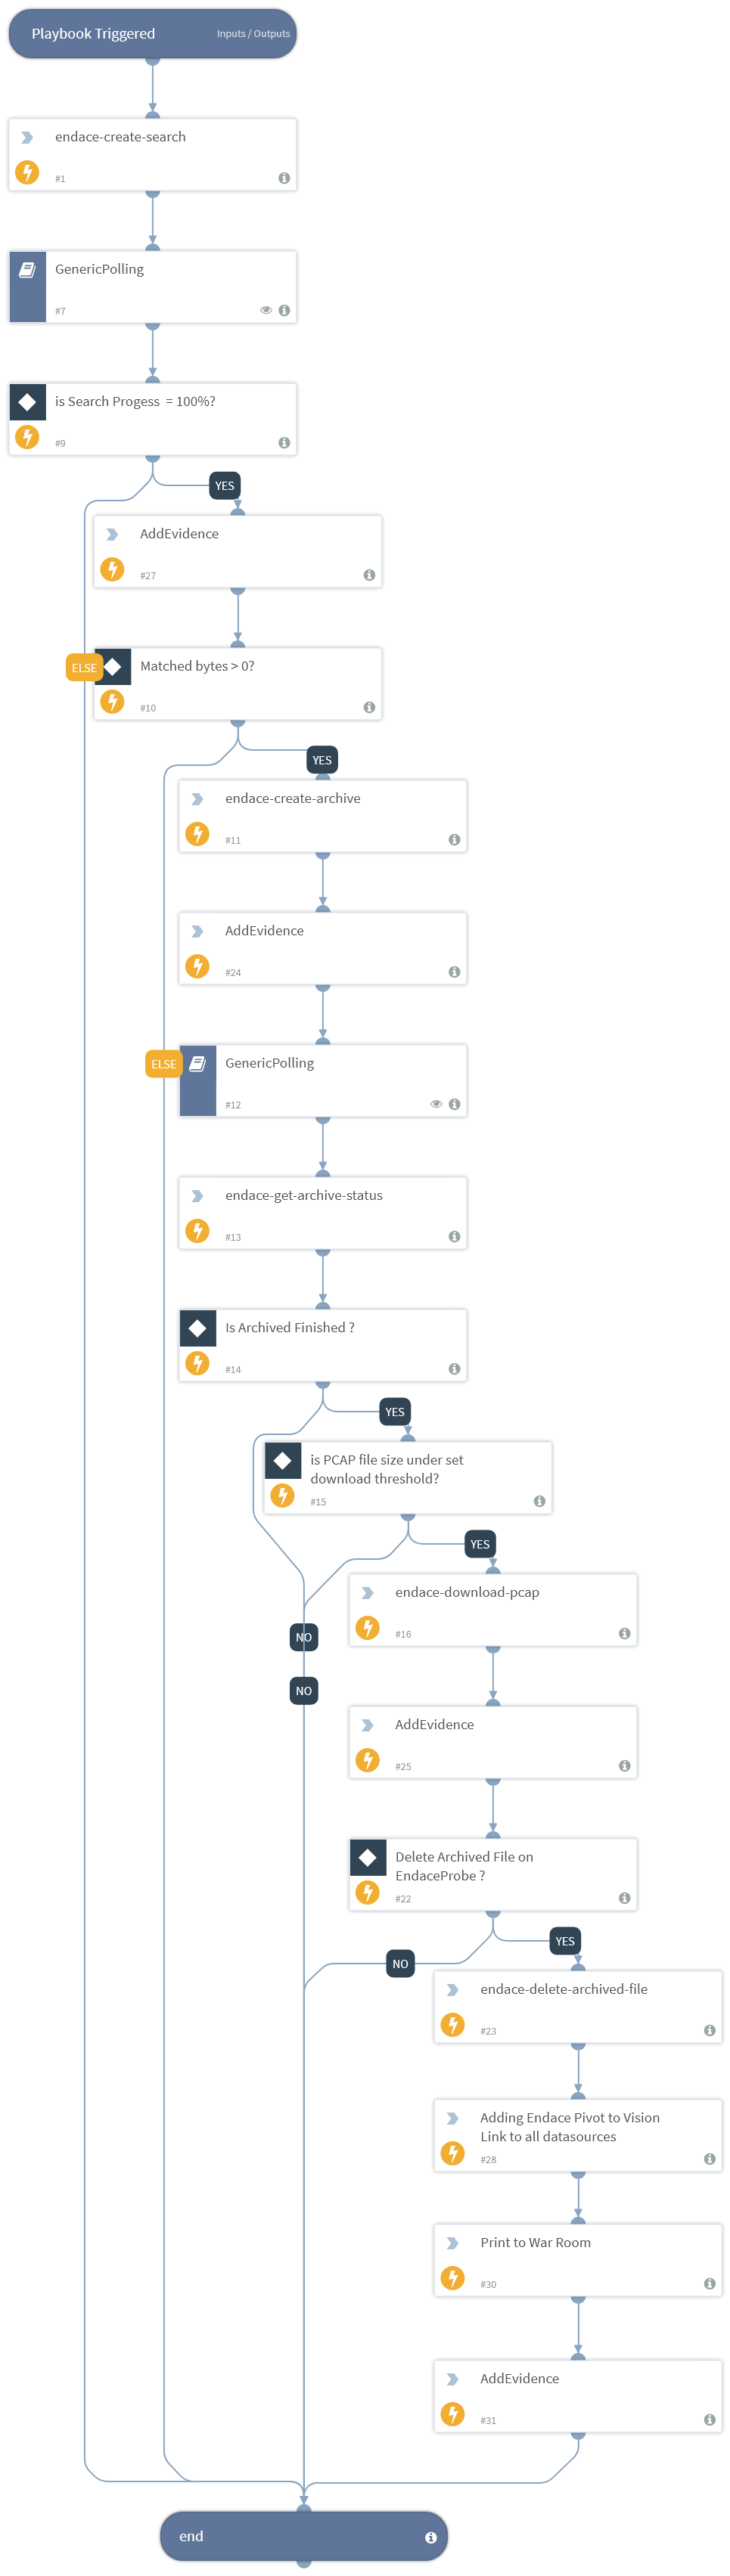 Playbook Triggered
Inputs / Outputs
endace-create-search
#1
GenericPolling
#7
is Search Progess = 100%?
#9
YES
AddEvidence
#27
ELSE
Matched bytes > 0?
#10
YES
endace-create-archive
#11
AddEvidence
#24
ELSE
GenericPolling
#12
endace-get-archive-status
#13
Is Archived Finished ?
#14
YES
is PCAP file size under set
download threshold?
#15
YES
endace-download-pcap
#16
NO
NO
AddEvidence
#25
Delete Archived File on
EndaceProbe ?
#22
YES
NO
endace-delete-archived-file
#23
Adding Endace Pivot to Vision
Link to all datasources
#28
Print to War Room
#30
AddEvidence
#31
end